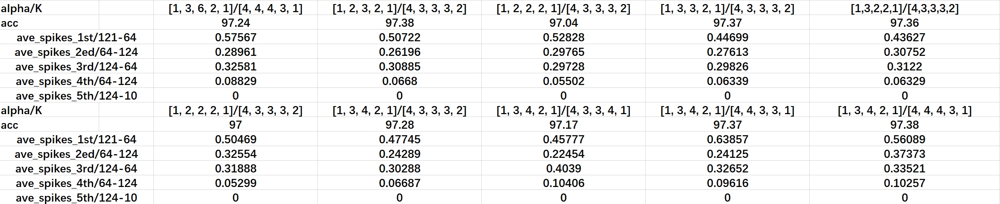 alpha/K [1, 3, 6, 2, 1]/[4, 4, 4, 3, 1] [1, 2, 3, 2, 1]/[4, 3, 3, 3, 2] [1, 2, 2, 2, 1]/[4, 3, 3, 3, 2] [1, 3, 3, 2, 1]/[4, 3, 3, 3, 2] [1,3,2,2,1]/[4,3,3,3,2]
acc 97.24 97.38 97.04 97.37 97.36
ave_spikes_1st/121-64 0.57567 0.50722 0.52828 0.44699 0.43627
ave_spikes_2ed/64-124 0.28961 0.26196 0.29765 0.27613 0.30752
ave_spikes_3rd/124-64 0.32581 0.30885 0.29728 0.29826 0.3122
ave_spikes_4th/64-124 0.08829 0.0668 0.05502 0.06339 0.06329
ave_spikes_5th/124-10 0 0 0 0 0
alpha/K [1, 2, 2, 2, 1]/[4, 3, 3, 3, 2] [1, 3, 4, 2, 1]/[4, 3, 3, 3, 2] [1, 3, 4, 2, 1]/[4, 3, 3, 4, 1] [1, 3, 4, 2, 1]/[4, 4, 3, 3, 1] [1, 3, 4, 2, 1]/[4, 4, 4, 3, 1]
acc 97 97.28 97.17 97.37 97.38
ave_spikes_1st/121-64 0.50469 0.47745 0.45777 0.63857 0.56089
ave_spikes_2ed/64-124 0.32554 0.24289 0.22454 0.24125 0.37373
ave_spikes_3rd/124-64 0.31888 0.30288 0.4039 0.32652 0.33521
ave_spikes_4th/64-124 0.05299 0.06687 0.10406 0.09616 0.10257
ave_spikes_5th/124-10 0 0 0 0 0